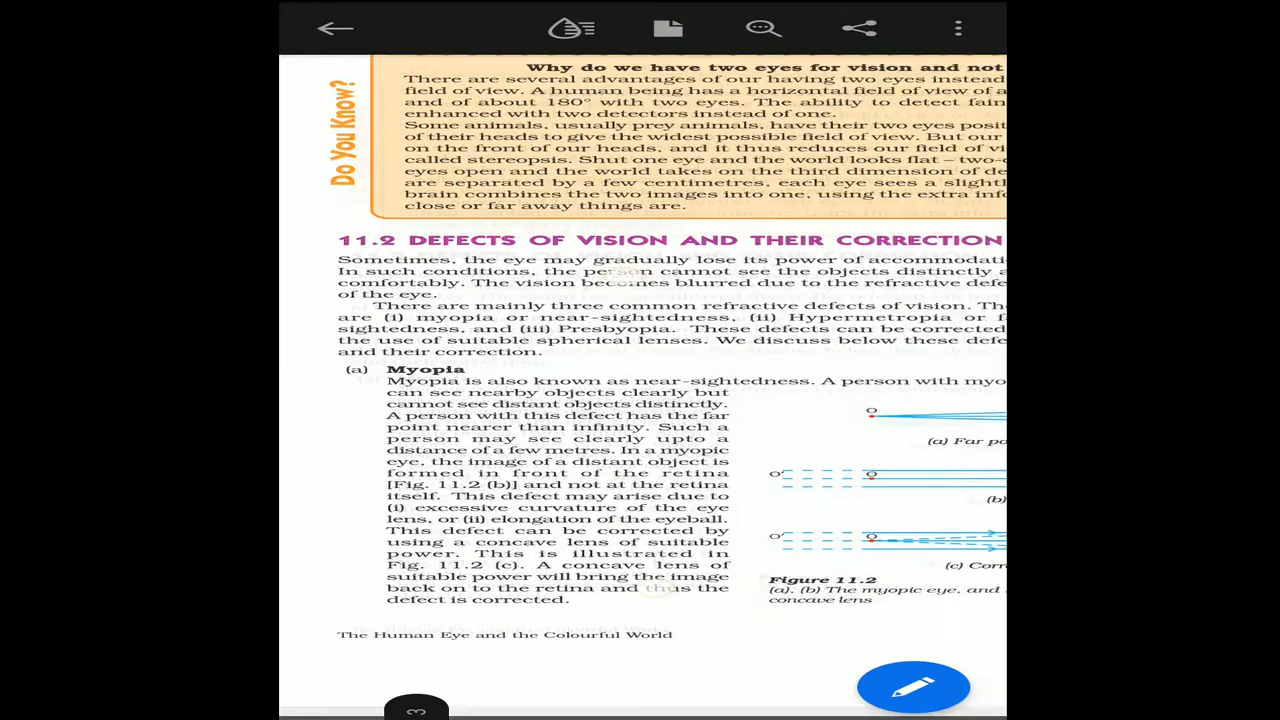 Do You Know?
Why do we have two eyes for vision and not
There are several advantages of our having two eyes instead
field of view. A human being has a horizontal field of view of a
and of about 180° with two eyes. The ability to detect fain
enhanced with two detectors instead of one.
Some animals, usually prey animals, have their two eyes posit
of their heads to give the widest possible field of view. But our
on the front of our heads, and it thus reduces our field of vi
called stereopsis. Shut one eye and the world looks flat – two-
eyes open and the world takes on the third dimension of de
are separated by a few centimetres, each eye sees a slightl
brain combines the two images into one, using the extra inf
close or far away things are.
11.2 DEFECTS OF VISION AND THEIR CORRECTION
Sometimes, the eye may gradually lose its power of accommodati
In such conditions, the person cannot see the objects distinctly a
comfortably. The vision becomes blurred due to the refractive defe
of the eye.
There are mainly three common refractive defects of vision. The
are (i) myopia or near-sightedness, (ii) Hypermetropia or f
sightedness, and (iii) Presbyopia. These defects can be corrected
the use of suitable spherical lenses. We discuss below these defe
and their correction.
(a) Myopia
Myopia is also known as near-sightedness. A person with myo
can see nearby objects clearly but
cannot see distant objects distinctly.
A person with this defect has the far
point nearer than infinity. Such a
person may see clearly upto a
distance of a few metres. In a myopic
eye, the image of a distant object is
formed in front of the retina
[Fig. 11.2 (b)] and not at the retina
itself. This defect may arise due to
(i) excessive curvature of the eye
lens, or (ii) elongation of the eyeball.
This defect can be corrected by
using a concave lens of suitable
power. This is illustrated in
Fig. 11.2 (c). A concave lens of
suitable power will bring the image
back on to the retina and thus the
defect is corrected.
O
(a) Far po
O' O
(b)
O' O
(c) Corr
Figure 11.2
(a), (b) The myopic eye, and
concave lens
The Human Eye and the Colourful World
3